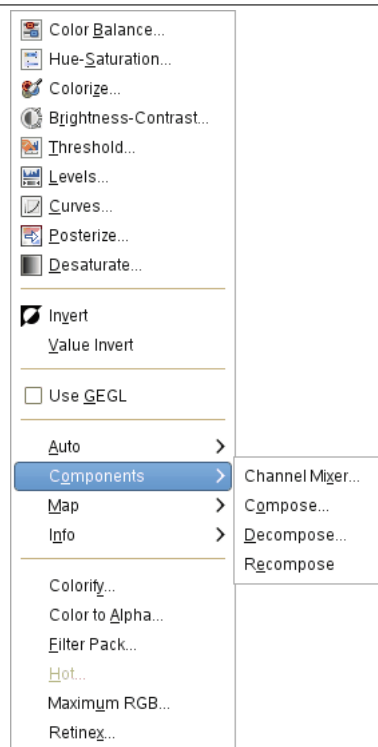 Color Balance...
Hue-Saturation...
Colorize...
Brightness-Contrast...
Threshold...
Levels...
Curves...
Posterize...
Desaturate...
Invert
Value Invert
Use GEGL
Auto
Components
Map
Info
Channel Mixer...
Compose...
Decompose...
Recompose
Colorify...
Color to Alpha...
Filter Pack...
Hot...
Maximum RGB...
Retinex...